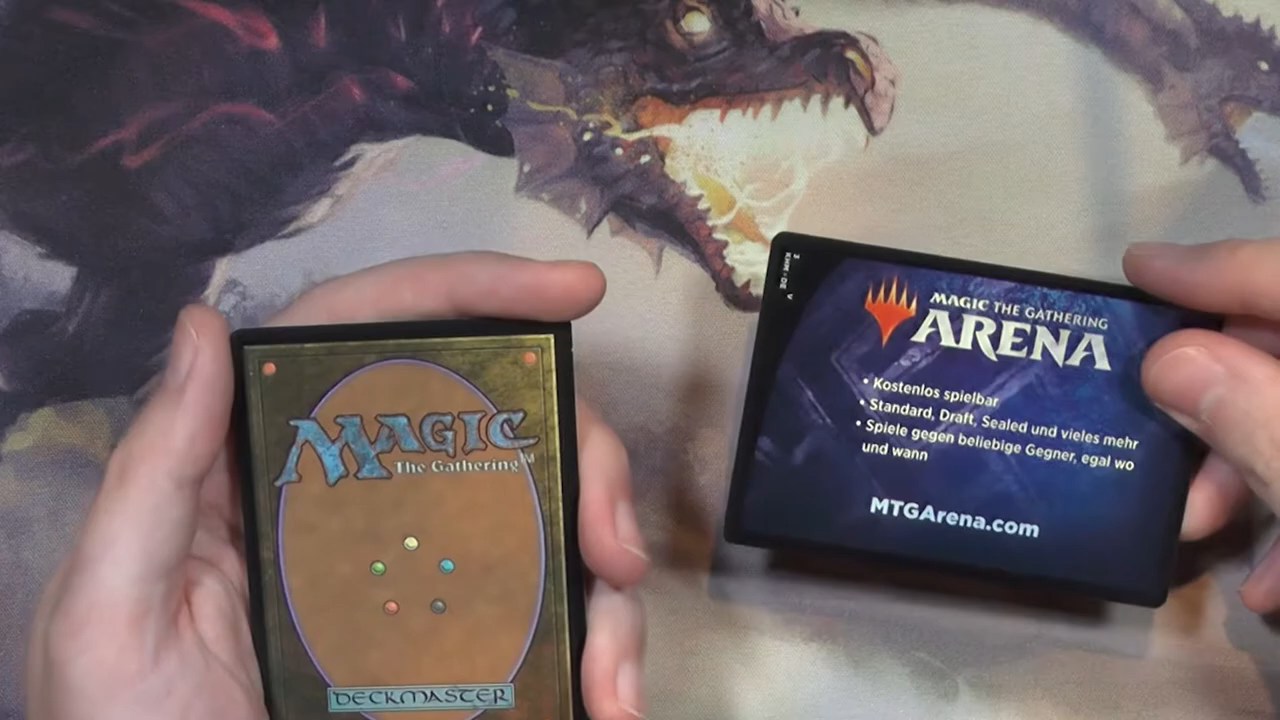 MAGIC
The Gathering™
DECKMASTER
MAGIC THE GATHERING
ARENA
• Kostenlos spielbar
• Standard, Draft, Sealed und vieles mehr
• Spiele gegen beliebige Gegner, egal wo
und wann
MTGArena.com